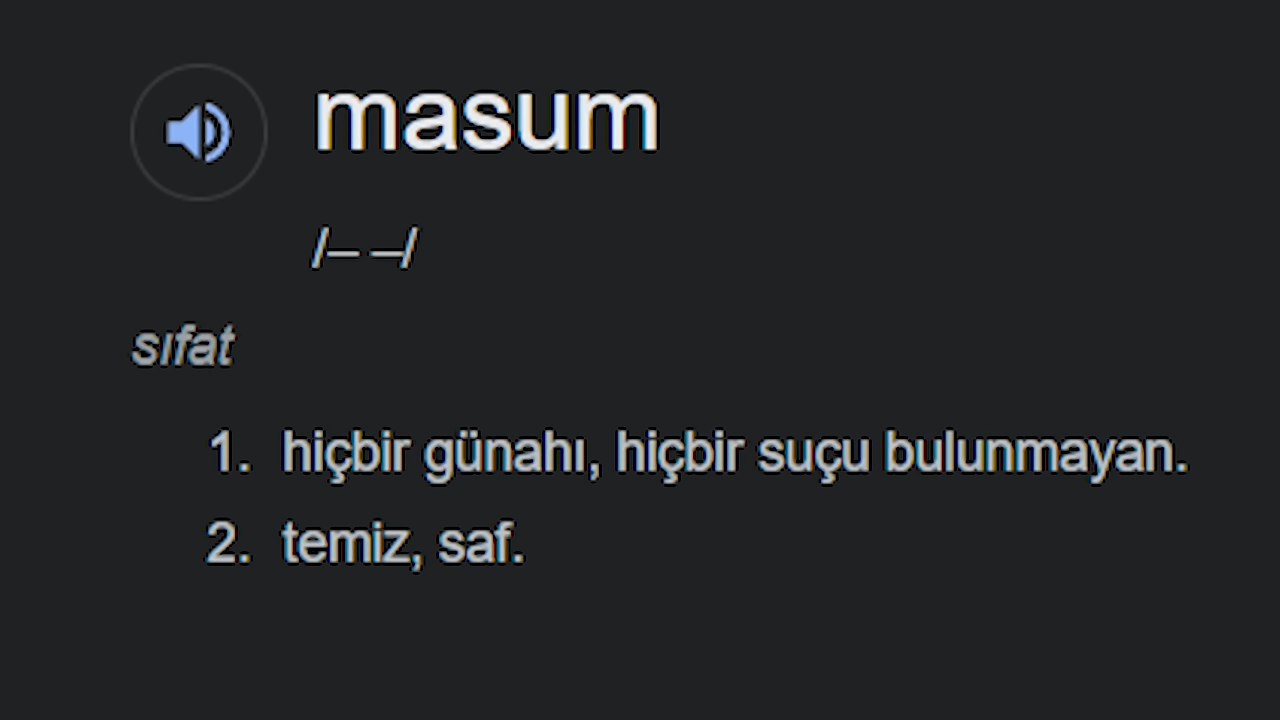 masum
/– –/
sıfat
1. hiçbir günahı, hiçbir suçu bulunmayan.
2. temiz, saf.